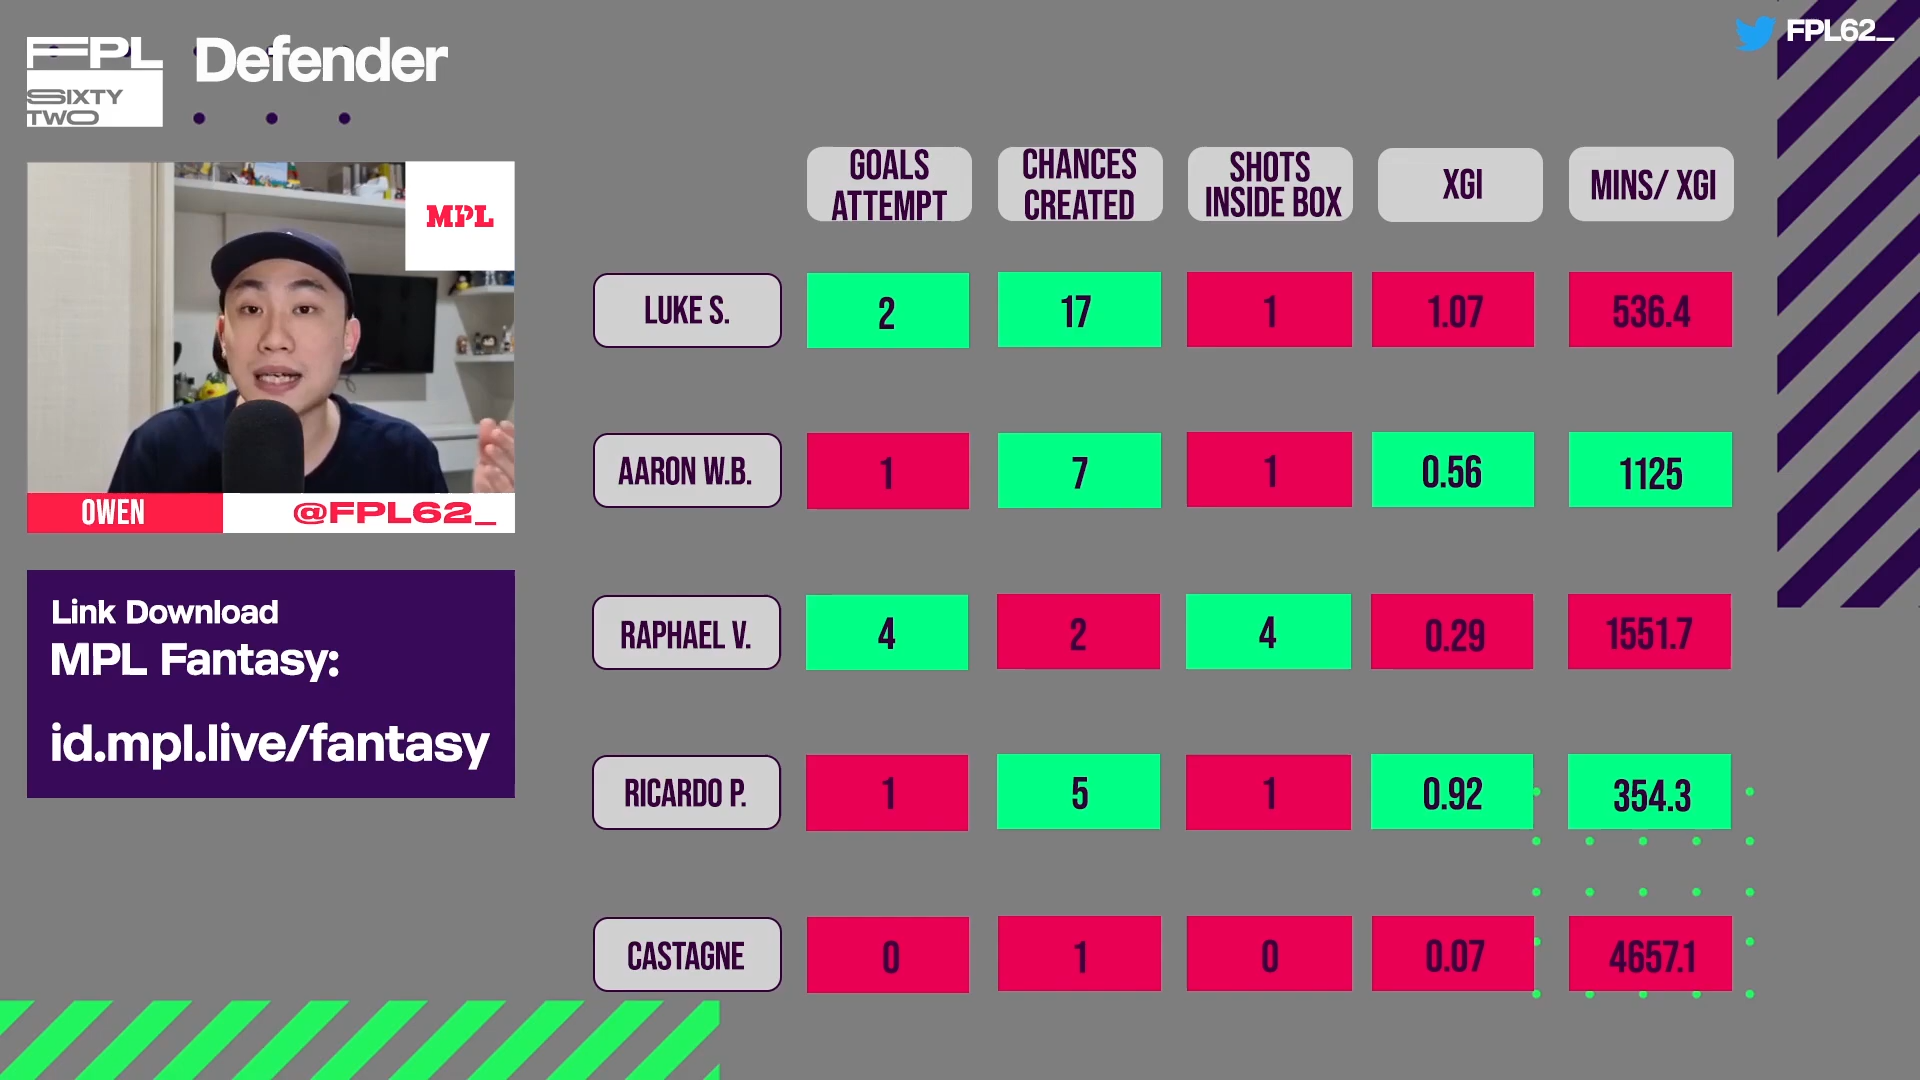 FPL
SIXTY
TWO
Defender
FPL62_
MPL
OWEN
@FPL62_
Link Download
MPL Fantasy:
id.mpl.live/fantasy
GOALS
ATTEMPT
CHANCES
CREATED
SHOTS
INSIDE BOX
XGI
MINS/ XGI
LUKE S. 2 17 1 1.07 536.4
AARON W.B. 1 7 1 0.56 1125
RAPHAEL V. 4 2 4 0.29 1551.7
RICARDO P. 1 5 1 0.92 354.3
CASTAGNE 0 1 0 0.07 4657.1